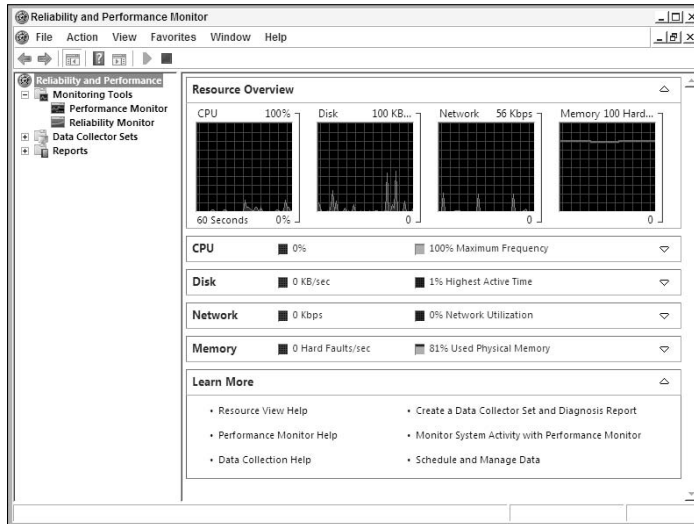 Reliability and Performance Monitor
File Action View Favorites Window Help
Reliability and Performance
Monitoring Tools
Performance Monitor
Reliability Monitor
Data Collector Sets
Reports
Resource Overview
CPU 100% Disk 100 KB... Network 56 Kbps Memory 100 Hard...
60 Seconds 0% 0 0 0
CPU 0% 100% Maximum Frequency
Disk 0 KB/sec 1% Highest Active Time
Network 0 Kbps 0% Network Utilization
Memory 0 Hard Faults/sec 81% Used Physical Memory
Learn More
• Resource View Help • Create a Data Collector Set and Diagnosis Report
• Performance Monitor Help • Monitor System Activity with Performance Monitor
• Data Collection Help • Schedule and Manage Data